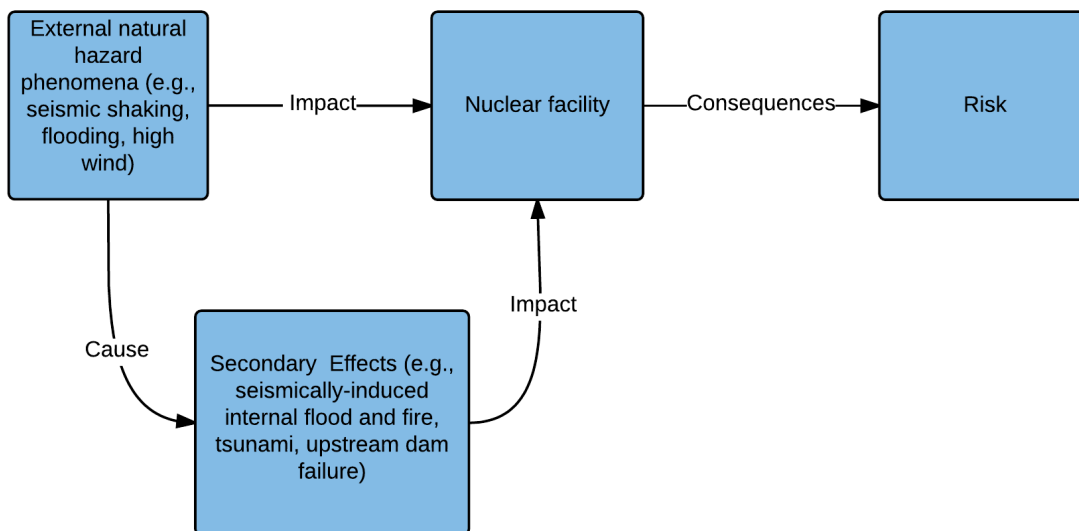 External natural
hazard
phenomena (e.g.,
seismic shaking,
flooding, high
wind)
Impact
Nuclear facility
Consequences
Risk
Cause
Impact
Secondary  Effects (e.g.,
seismically-induced
internal flood and fire,
tsunami, upstream dam
failure)